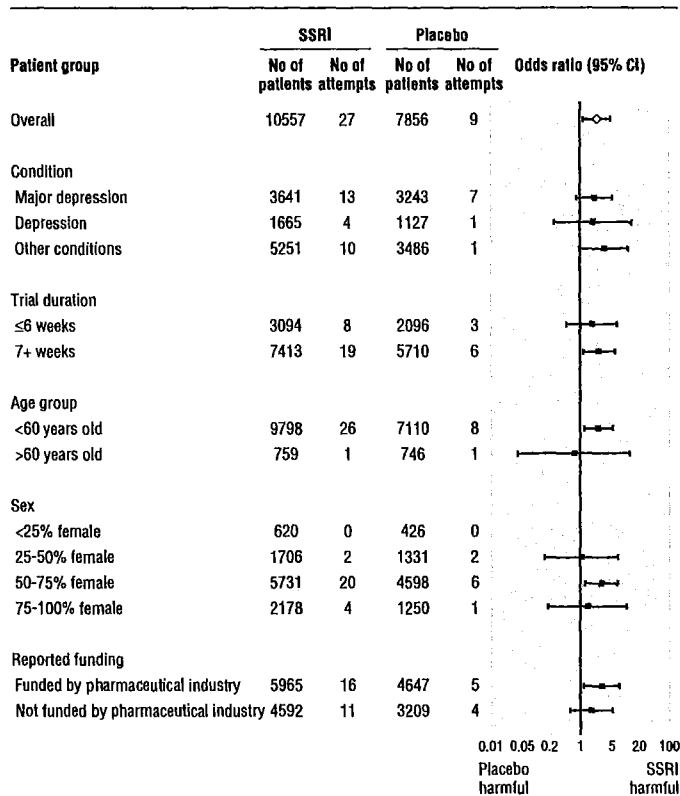 SSRI Placebo
Patient group No of patients No of attempts No of patients No of attempts Odds ratio (95% CI)
Overall 10557 27 7856 9
Condition
Major depression 3641 13 3243 7
Depression 1665 4 1127 1
Other conditions 5251 10 3486 1
Trial duration
≤6 weeks 3094 8 2096 3
7+ weeks 7413 19 5710 6
Age group
<60 years old 9798 26 7110 8
>60 years old 759 1 746 1
Sex
<25% female 620 0 426 0
25-50% female 1706 2 1331 2
50-75% female 5731 20 4598 6
75-100% female 2178 4 1250 1
Reported funding
Funded by pharmaceutical industry 5965 16 4647 5
Not funded by pharmaceutical industry 4592 11 3209 4
0.01 0.05 0.2 1 5 20 100
Placebo SSRI
harmful harmful